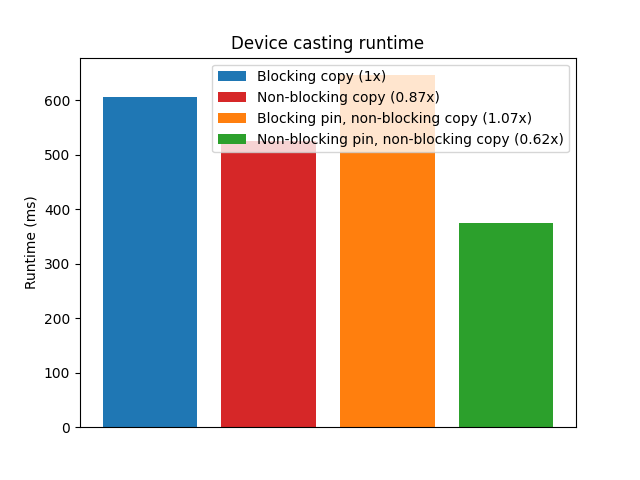 Device casting runtime
Blocking copy (1x)
Non-blocking copy (0.87x)
Blocking pin, non-blocking copy (1.07x)
Non-blocking pin, non-blocking copy (0.62x)
Runtime (ms)
600
500
400
300
200
100
0